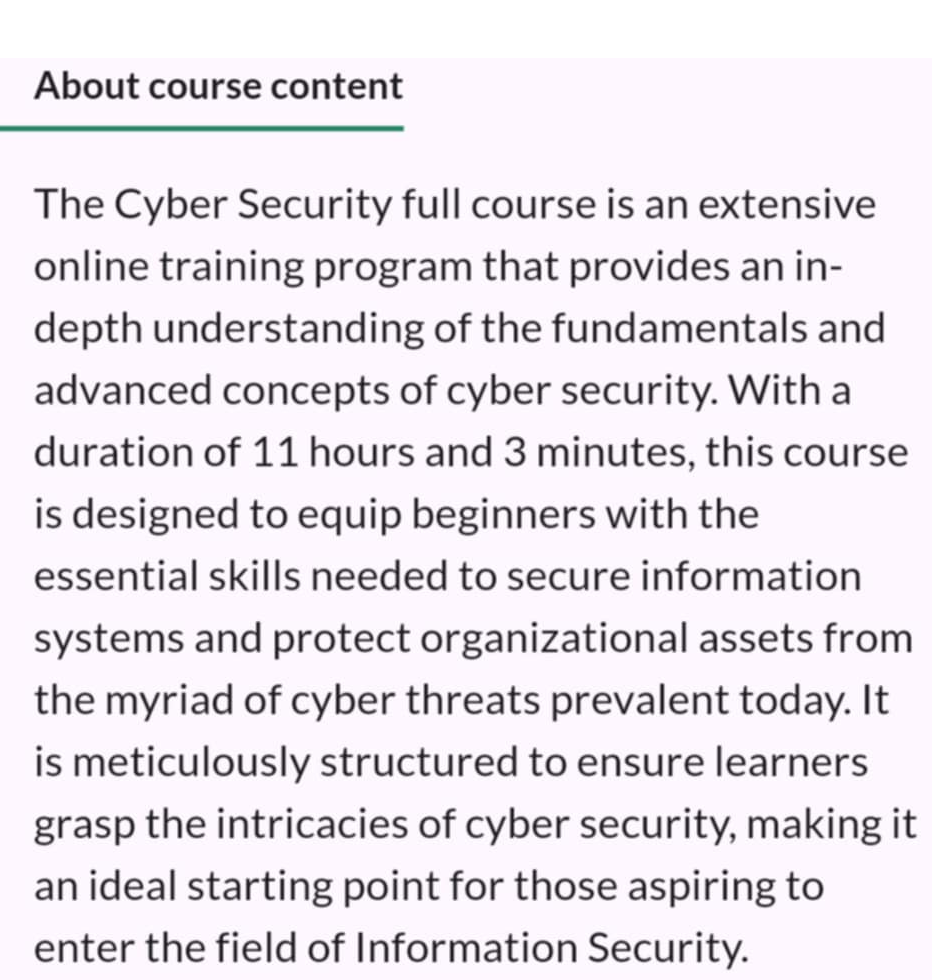 About course content
The Cyber Security full course is an extensive
online training program that provides an in-
depth understanding of the fundamentals and
advanced concepts of cyber security. With a
duration of 11 hours and 3 minutes, this course
is designed to equip beginners with the
essential skills needed to secure information
systems and protect organizational assets from
the myriad of cyber threats prevalent today. It
is meticulously structured to ensure learners
grasp the intricacies of cyber security, making it
an ideal starting point for those aspiring to
enter the field of Information Security.